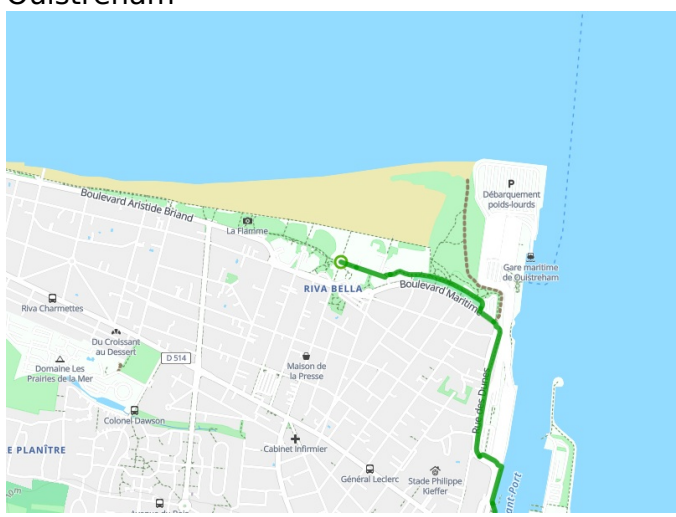 Ouistreham
P
Débarquement
poids-lourds
Boulevard Aristide Briand
La Flamme
Gare maritime
de Ouistreham
RIVA BELLA
Boulevard Maritime
Riva Charmettes
Du Croissant
au Dessert
D 514
Maison de
la Presse
Domaine Les
Prairies de la Mer
Rue des Dunes
Colonel Dawson
Cabinet Infirmier
E PLANÎTRE
Général Leclerc
Stade Philippe
Kieffer
ant-Port